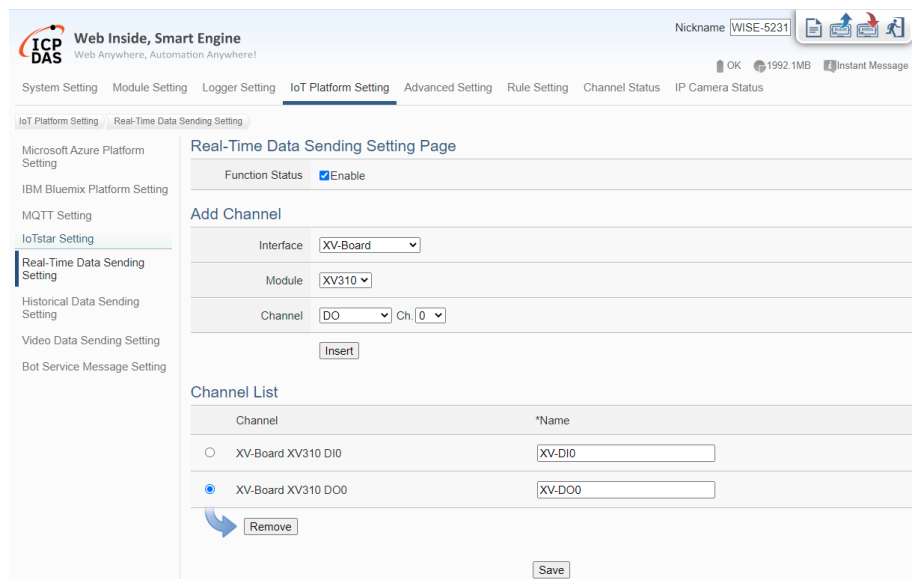 ICP DAS
Web Inside, Smart Engine
Web Anywhere, Automation Anywhere!
Nickname WISE-5231
OK 1992.1MB Instant Message
System Setting Module Setting Logger Setting IoT Platform Setting Advanced Setting Rule Setting Channel Status IP Camera Status
IoT Platform Setting Real-Time Data Sending Setting
Microsoft Azure Platform
Setting
IBM Bluemix Platform Setting
MQTT Setting
IoTstar Setting
Real-Time Data Sending
Setting
Historical Data Sending
Setting
Video Data Sending Setting
Bot Service Message Setting
Real-Time Data Sending Setting Page
Function Status Enable
Add Channel
Interface XV-Board
Module XV310
Channel DO Ch. 0
Insert
Channel List
Channel *Name
XV-Board XV310 DI0 XV-DI0
XV-Board XV310 DO0 XV-DO0
Remove
Save